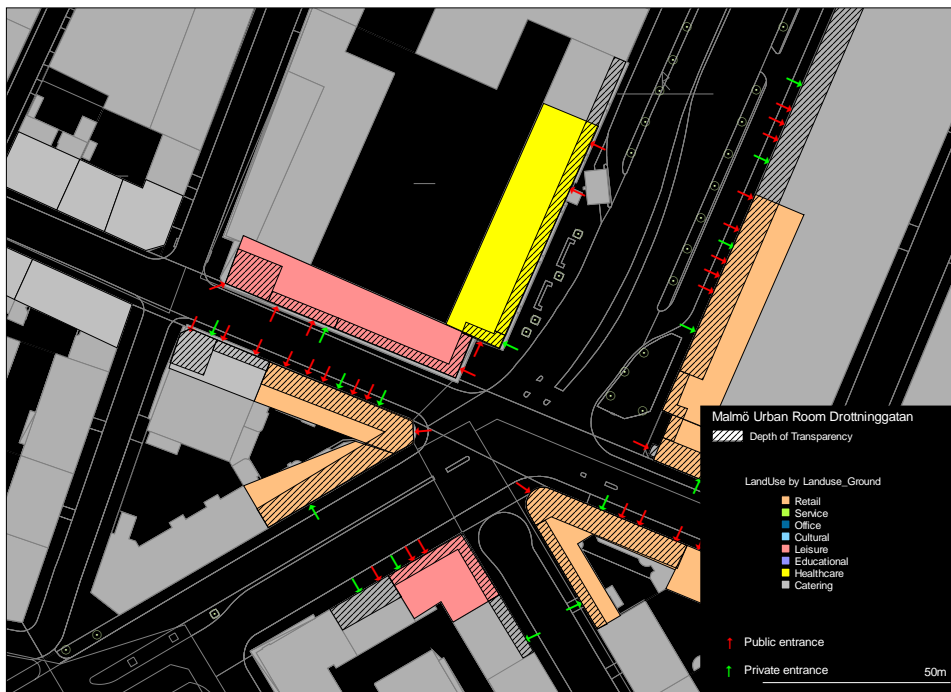 Malmö Urban Room Drottninggatan
Depth of Transparency
LandUse by Landuse_Ground
Retail
Service
Office
Cultural
Leisure
Educational
Healthcare
Catering
Public entrance
Private entrance
50m